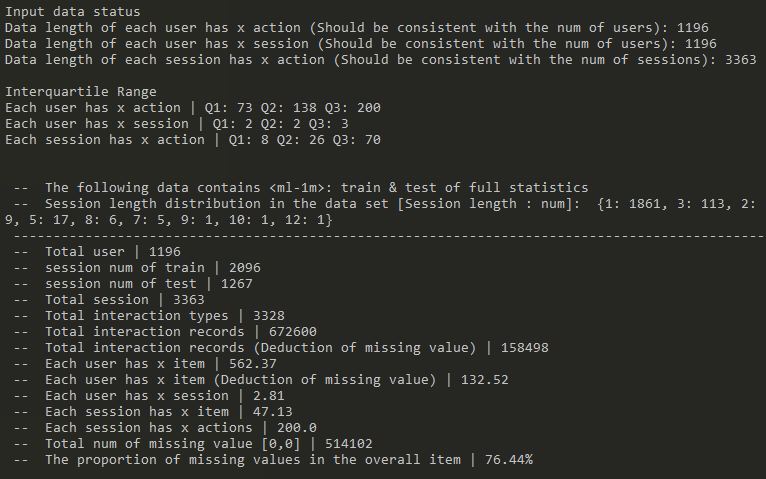 Input data status
Data length of each user has x action (Should be consistent with the num of users): 1196
Data length of each user has x session (Should be consistent with the num of users): 1196
Data length of each session has x action (Should be consistent with the num of sessions): 3363
Interquartile Range
Each user has x action | Q1: 73 Q2: 138 Q3: 200
Each user has x session | Q1: 2 Q2: 2 Q3: 3
Each session has x action | Q1: 8 Q2: 26 Q3: 70
-- The following data contains <ml-1m>: train & test of full statistics
-- Session length distribution in the data set [Session length : num]: {1: 1861, 3: 113, 2:
9, 5: 17, 8: 6, 7: 5, 9: 1, 10: 1, 12: 1}
-----------------------------------------------------------------------------------------------
-- Total user | 1196
-- session num of train | 2096
-- session num of test | 1267
-- Total session | 3363
-- Total interaction types | 3328
-- Total interaction records | 672600
-- Total interaction records (Deduction of missing value) | 158498
-- Each user has x item | 562.37
-- Each user has x item (Deduction of missing value) | 132.52
-- Each user has x session | 2.81
-- Each session has x item | 47.13
-- Each session has x actions | 200.0
-- Total num of missing value [0,0] | 514102
-- The proportion of missing values in the overall item | 76.44%